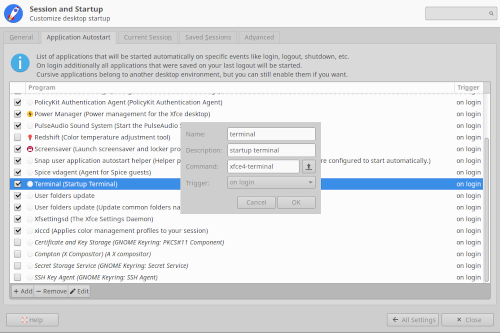 Session and Startup
Customize desktop startup
General
Application Autostart
Current Session
Saved Sessions
Advanced
List of applications that will be started automatically on specific events like login, logout, shutdown, etc.
On login additionally all applications that were saved on your last logout will be started.
Cursive applications belong to another desktop environment, but you can still enable them if you want.
Program
Trigger
PolicyKit Authentication Agent (PolicyKit Authentication Agent)
on login
Power Manager (Power management for the Xfce desktop)
on login
PulseAudio Sound System (Start the PulseAudio
on login
Redshift (Color temperature adjustment tool)
on login
Screensaver (Launch screensaver and locker pro
on login
Snap user application autostart helper (Helper p
re configured to start automatically.)
on login
Spice vdagent (Agent for Spice guests)
on login
Terminal (Startup Terminal)
on login
User folders update
on login
User folders update (Update common folders na
on login
Xfsettingsd (The Xfce Settings Daemon)
on login
xiccd (Applies color management profiles to your session)
on login
Certificate and Key Storage (GNOME Keyring: PKCS#11 Component)
on login
Compton (X Compositor) (A X compositor)
on login
Secret Storage Service (GNOME Keyring: Secret Service)
on login
SSH Key Agent (GNOME Keyring: SSH Agent)
on login
Name:
terminal
Description:
startup terminal
Command:
xfce4-terminal
Trigger:
on login
Cancel
OK
Add
Remove
Edit
Help
All Settings
Close